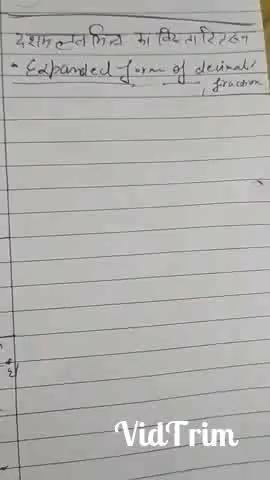 दशमलव भिन्न का विस्तारित रूप
• Expanded form of decimal
fraction
VidTrim